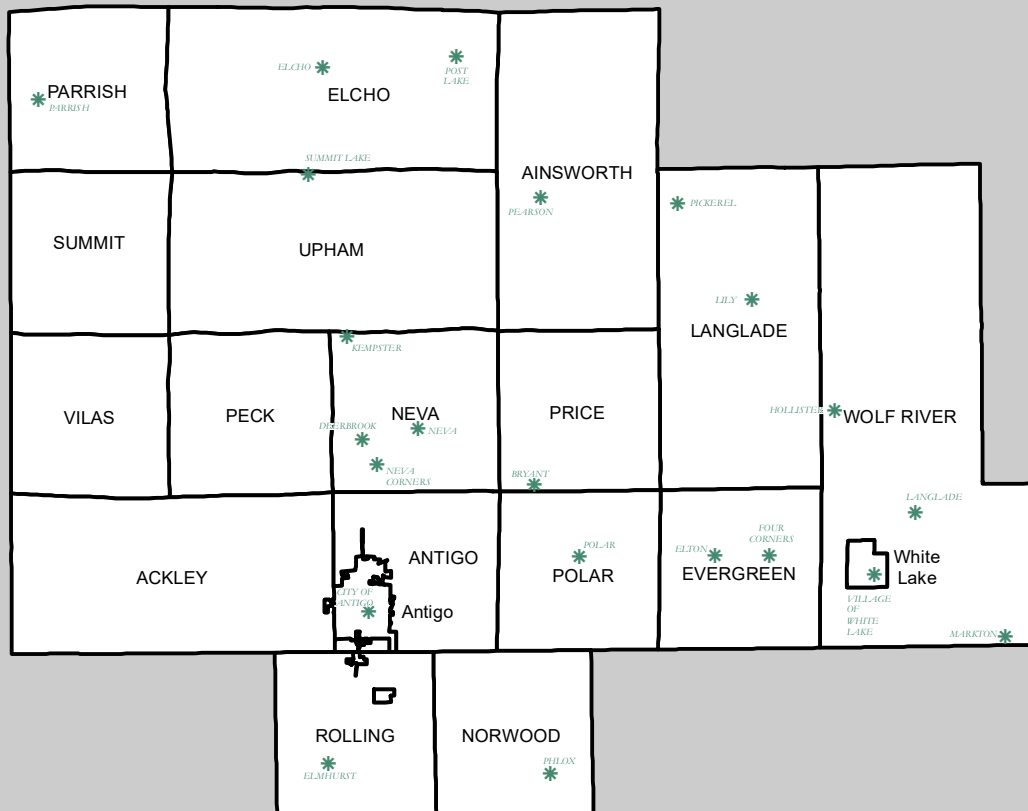 ELCHO
POST
LAKE
PARRISH
PARRISH
ELCHO
SUMMIT LAKE
AINSWORTH
PEARSON
PICKEREL
SUMMIT
UPHAM
LILY
LANGLADE
KEMPSTER
VILAS
PECK
NEVA
PRICE
HOLLISTER
WOLF RIVER
DEERBROOK
NEVA
NEVA
CORNERS
BRYANT
LANGLADE
ACKLEY
ANTIGO
POLAR
POLAR
ELTON
FOUR
CORNERS
EVERGREEN
White
Lake
CITY OF
ANTIGO
Antigo
VILLAGE
OF
WHITE
LAKE
MARKTON
ROLLING
NORWOOD
ELMHURST
PHLOX